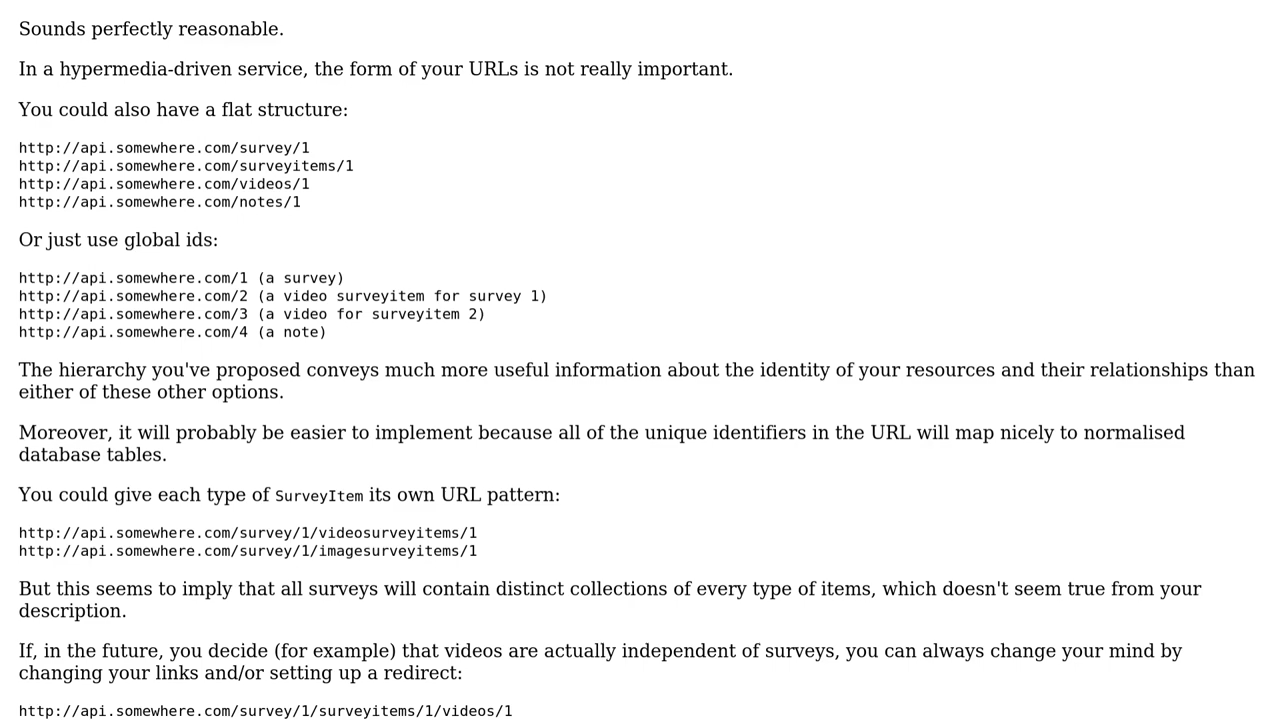 Sounds perfectly reasonable.
In a hypermedia-driven service, the form of your URLs is not really important.
You could also have a flat structure:
http://api.somewhere.com/survey/1
http://api.somewhere.com/surveyitems/1
http://api.somewhere.com/videos/1
http://api.somewhere.com/notes/1
Or just use global ids:
http://api.somewhere.com/1 (a survey)
http://api.somewhere.com/2 (a video surveyitem for survey 1)
http://api.somewhere.com/3 (a video for surveyitem 2)
http://api.somewhere.com/4 (a note)
The hierarchy you've proposed conveys much more useful information about the identity of your resources and their relationships than
either of these other options.
Moreover, it will probably be easier to implement because all of the unique identifiers in the URL will map nicely to normalised
database tables.
You could give each type of SurveyItem its own URL pattern:
http://api.somewhere.com/survey/1/videosurveyitems/1
http://api.somewhere.com/survey/1/imagesurveyitems/1
But this seems to imply that all surveys will contain distinct collections of every type of items, which doesn't seem true from your
description.
If, in the future, you decide (for example) that videos are actually independent of surveys, you can always change your mind by
changing your links and/or setting up a redirect:
http://api.somewhere.com/survey/1/surveyitems/1/videos/1